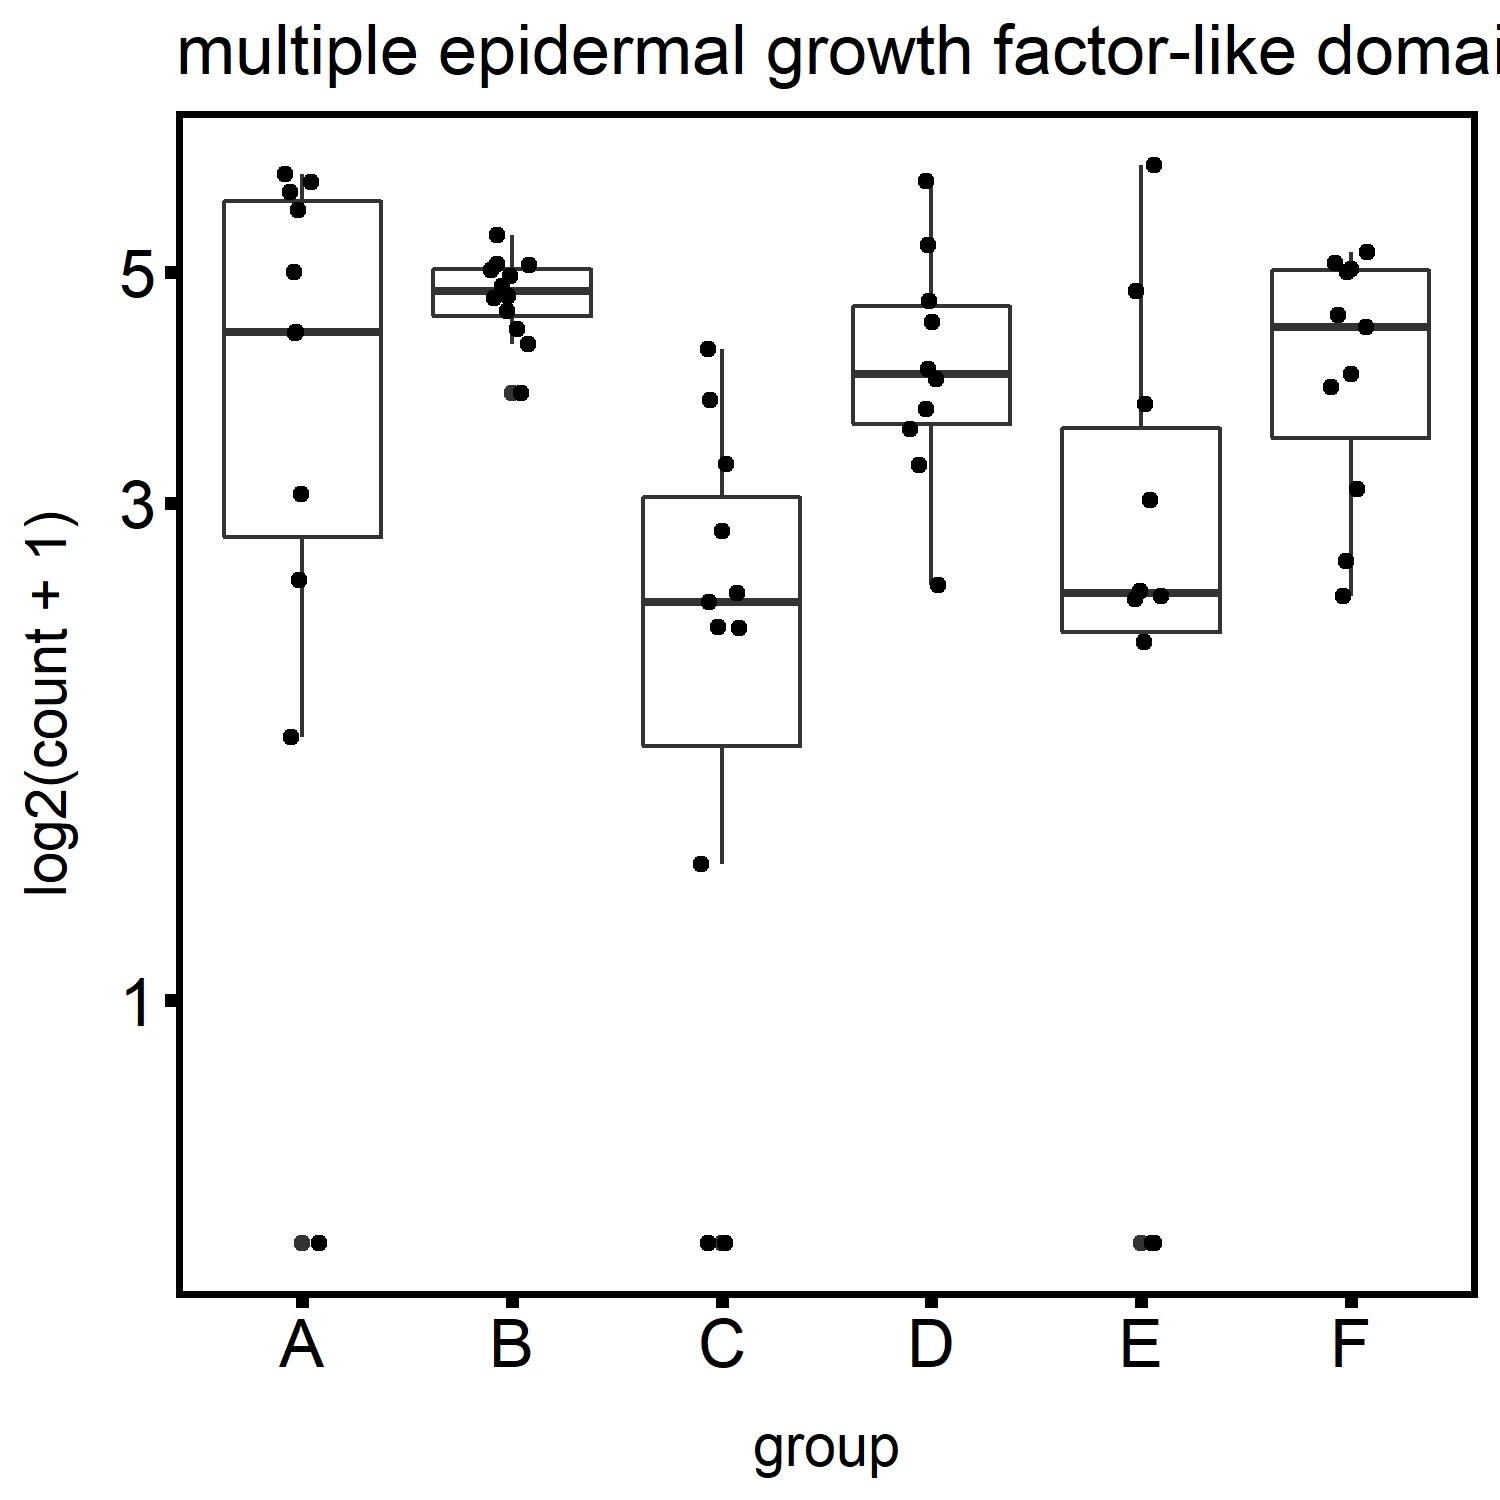 multiple epidermal growth factor-like domai
log2(count + 1)
5
3
1
A B C D E F
group